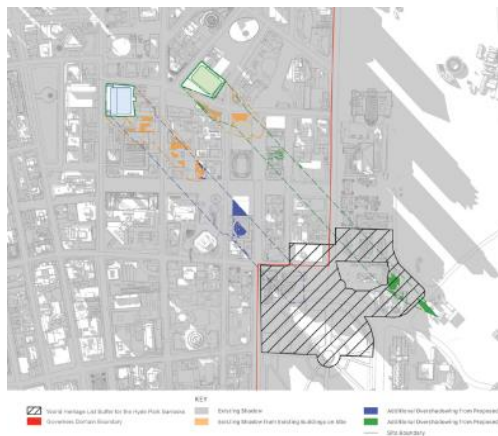 KEY
World Heritage List Buffer for the Hyde Park Barracks
Governors Domain Boundary
Existing Shadow
Existing Shadow from Existing Buildings on Site
Additional Overshadowing from Proposed
Additional Overshadowing from Proposed
Site Boundary